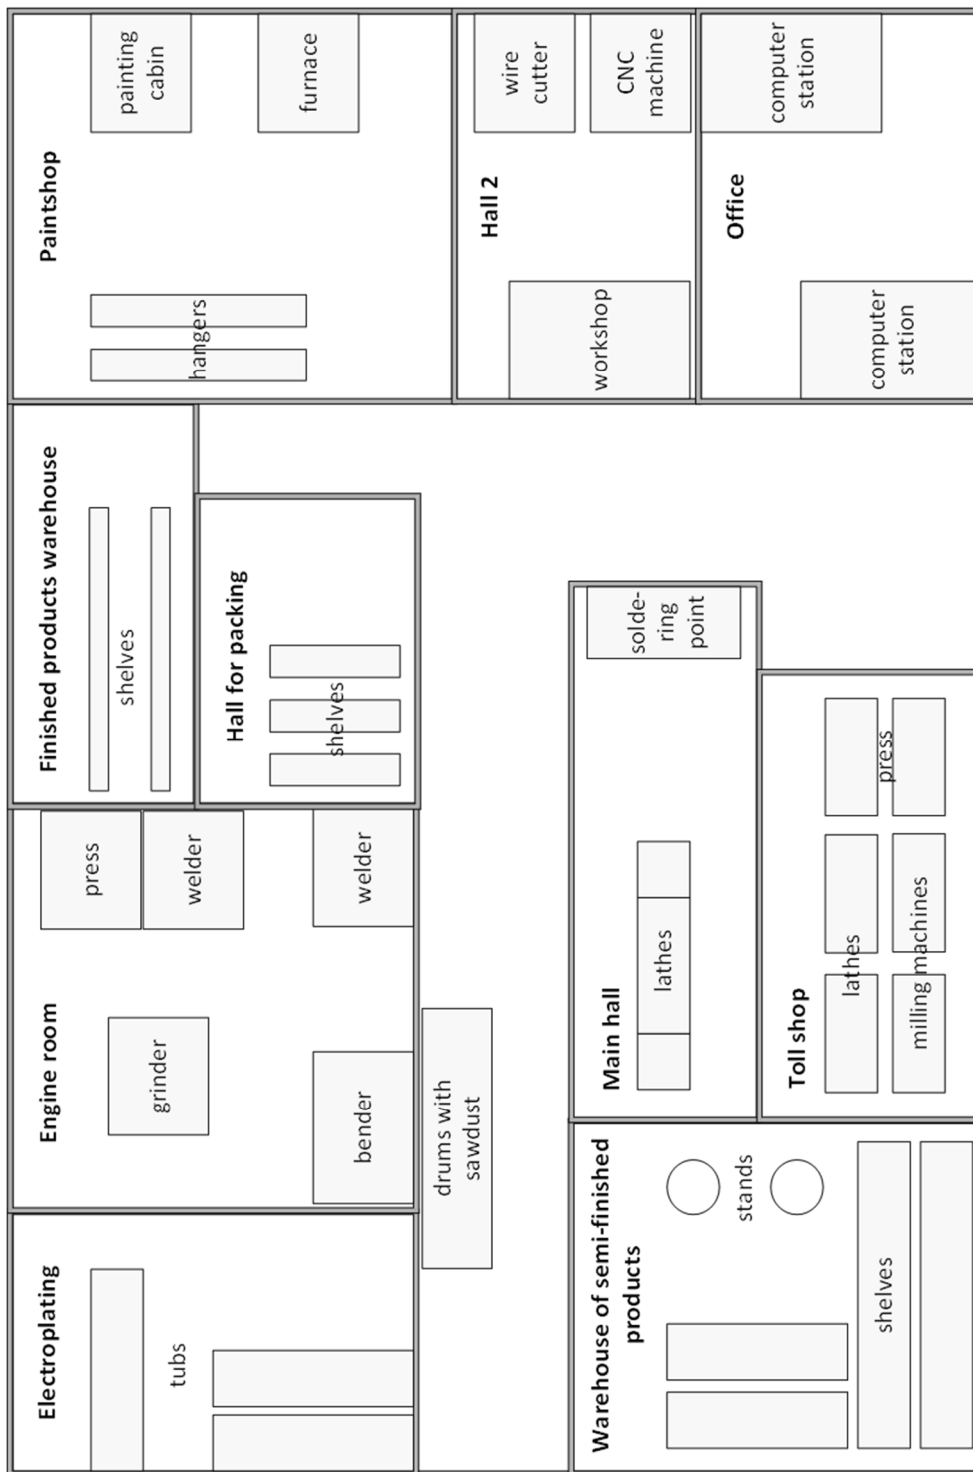 Electroplating
tubs
Engine room
grinder
bender
press
welder
welder
drums with
sawdust
Finished products warehouse
shelves
Hall for packing
shelves
Paintshop
hangers
painting
cabin
furnace
Warehouse of semi-finished
products
stands
shelves
Main hall
lathes
solde-
ring
point
Toll shop
lathes
milling machines
press
Hall 2
workshop
wire
cutter
CNC
machine
Office
computer
station
computer
station